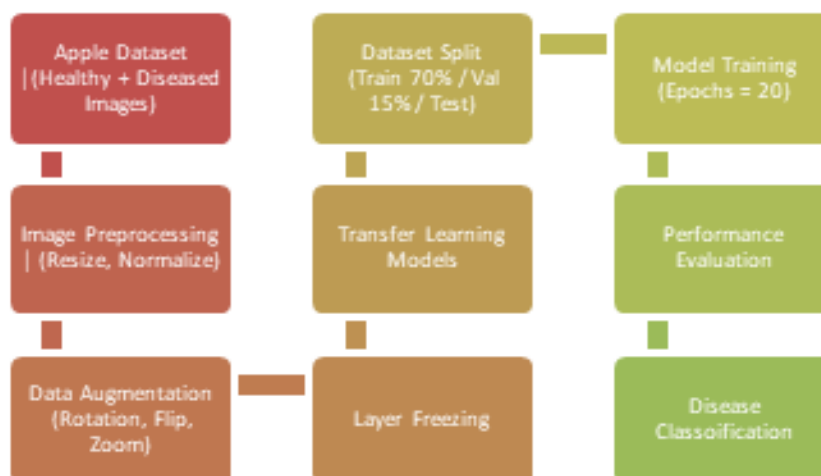 Apple Dataset
|(Healthy + Diseased
Images)
Image Preprocessing
| (Resize, Normalize)
Data Augmentation
(Rotation, Flip,
Zoom)
Layer Freezing
Transfer Learning
Models
Dataset Split
(Train 70% / Val
15% / Test)
Model Training
(Epochs = 20)
Performance
Evaluation
Disease
Classoification